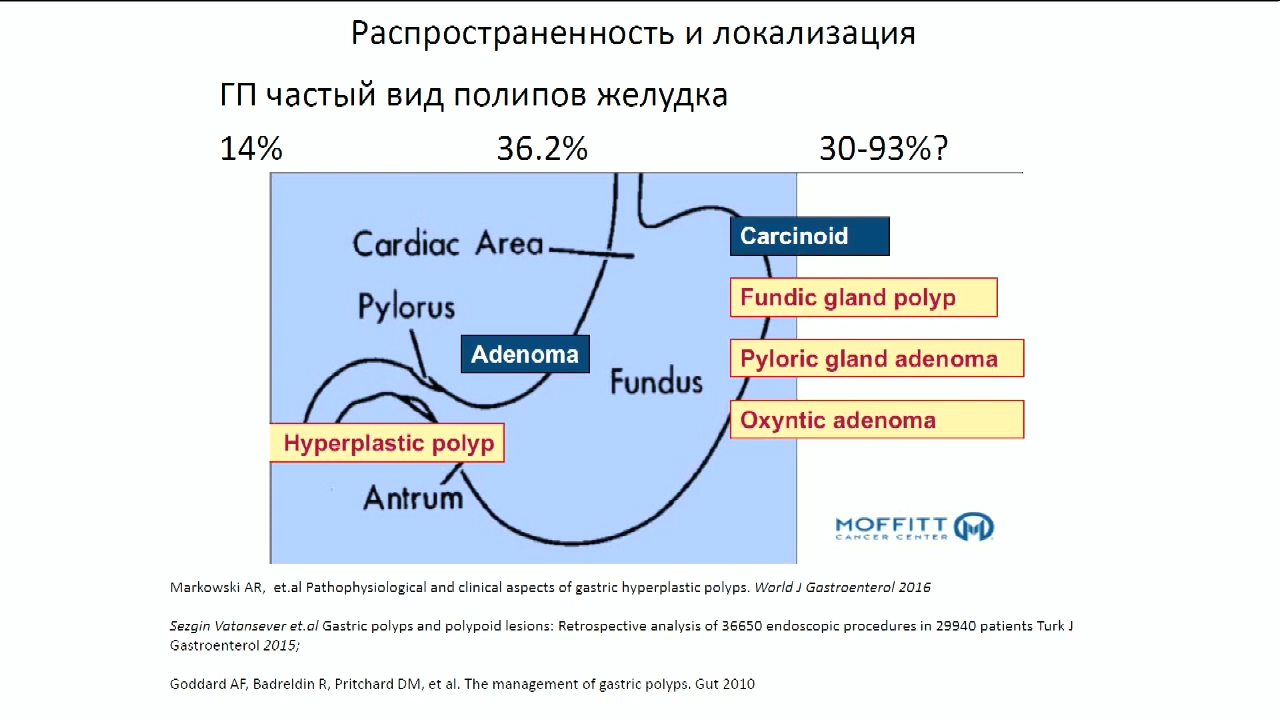 Распространенность и локализация
ГП частый вид полипов желудка
14% 36.2% 30-93%?
Cardiac Area
Carcinoid
Pylorus
Fundic gland polyp
Adenoma
Pyloric gland adenoma
Fundus
Oxyntic adenoma
Hyperplastic polyp
Antrum
MOFFITT
CANCER CENTER
Markowski AR, et.al Pathophysiological and clinical aspects of gastric hyperplastic polyps. World J Gastroenterol 2016
Sezgin Vatansever et.al Gastric polyps and polypoid lesions: Retrospective analysis of 36650 endoscopic procedures in 29940 patients Turk J
Gastroenterol 2015;
Goddard AF, Badreldin R, Pritchard DM, et al. The management of gastric polyps. Gut 2010